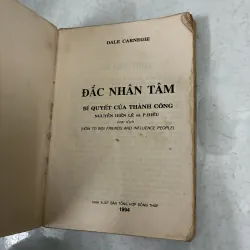 DALE CARNEGIE
ĐẮC NHÂN TÂM
BÍ QUYẾT CỦA THÀNH CÔNG
NGUYỄN HIẾN LÊ và P.HIẾU
(HOW TO WIN FRIENDS AND INFLUENCE PEOPLE)
NHÀ XUẤT BẢN TỔNG HỢP ĐỒNG THÁP
1994